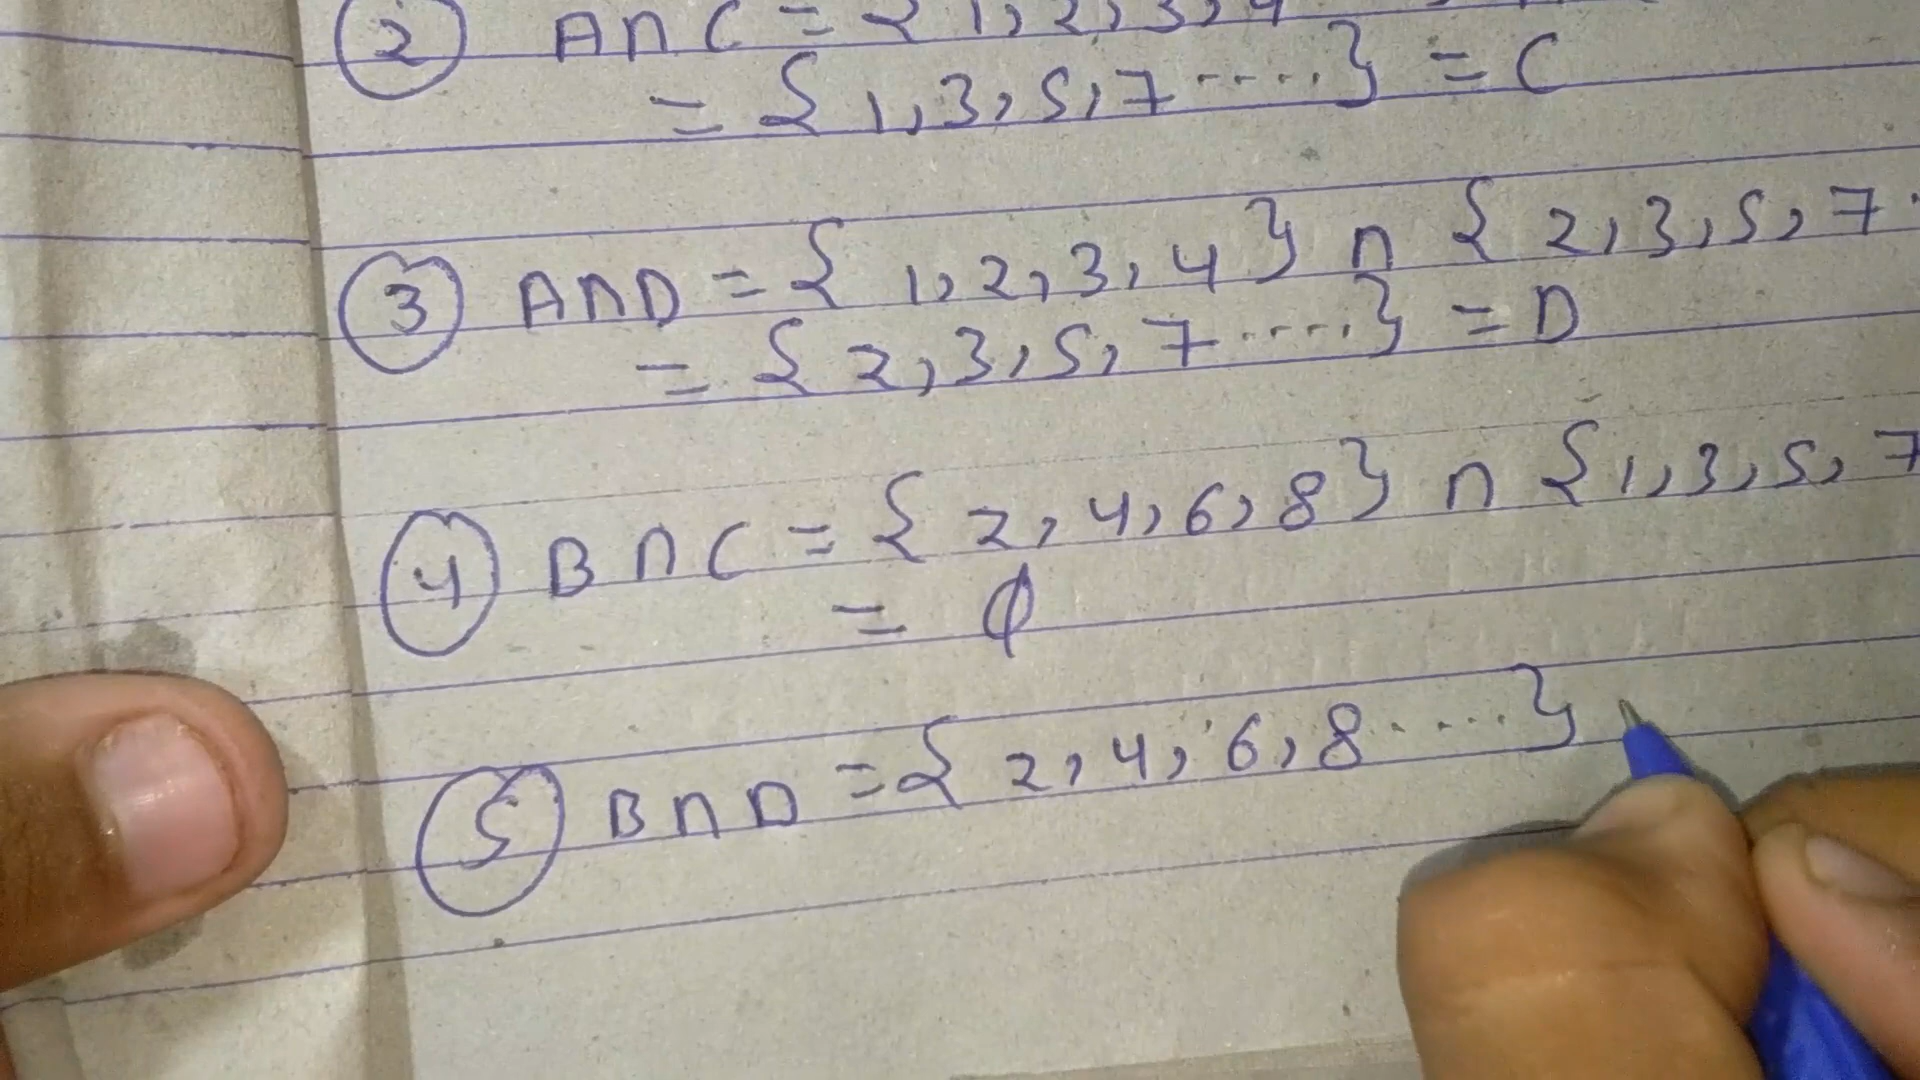 2 A∩C = { 1, 2, 3, 4
= { 1, 3, 5, 7 ..... } = C
3 A∩D = { 1, 2, 3, 4 } ∩ { 2, 3, 5, 7 .
= { 2, 3, 5, 7 ..... } = D
4 B∩C = { 2, 4, 6, 8 } ∩ { 1, 3, 5, 7
= ϕ
5 B∩D = { 2, 4, 6, 8 ..... }